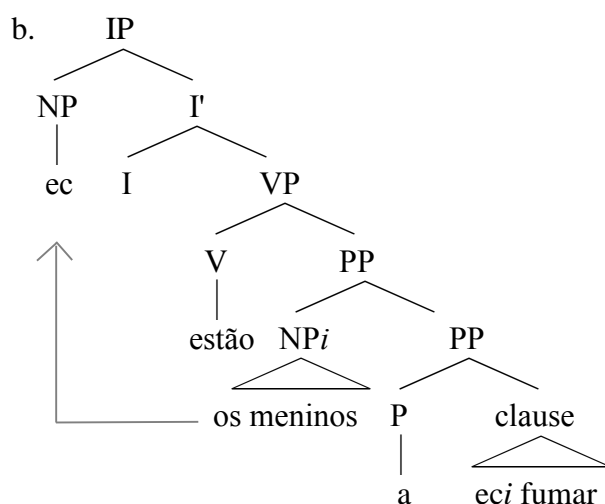 b. IP
NP I'
ec I VP
V PP
estão NPi PP
os meninos P clause
a eci fumar